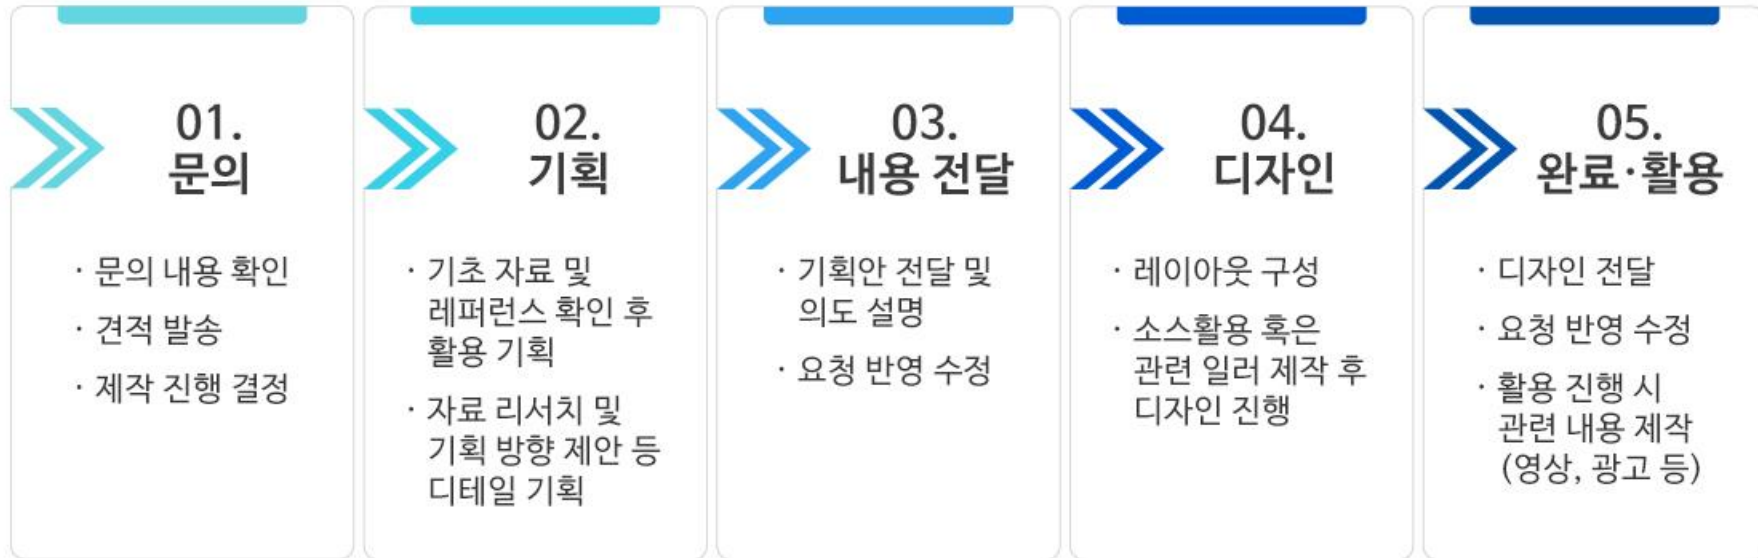 01.
문의
· 문의 내용 확인
· 견적 발송
· 제작 진행 결정
02.
기획
· 기초 자료 및
레퍼런스 확인 후
활용 기획
· 자료 리서치 및
기획 방향 제안 등
디테일 기획
03.
내용 전달
· 기획안 전달 및
의도 설명
· 요청 반영 수정
04.
디자인
· 레이아웃 구성
· 소스활용 혹은
관련 일러 제작 후
디자인 진행
05.
완료·활용
· 디자인 전달
· 요청 반영 수정
· 활용 진행 시
관련 내용 제작
(영상, 광고 등)